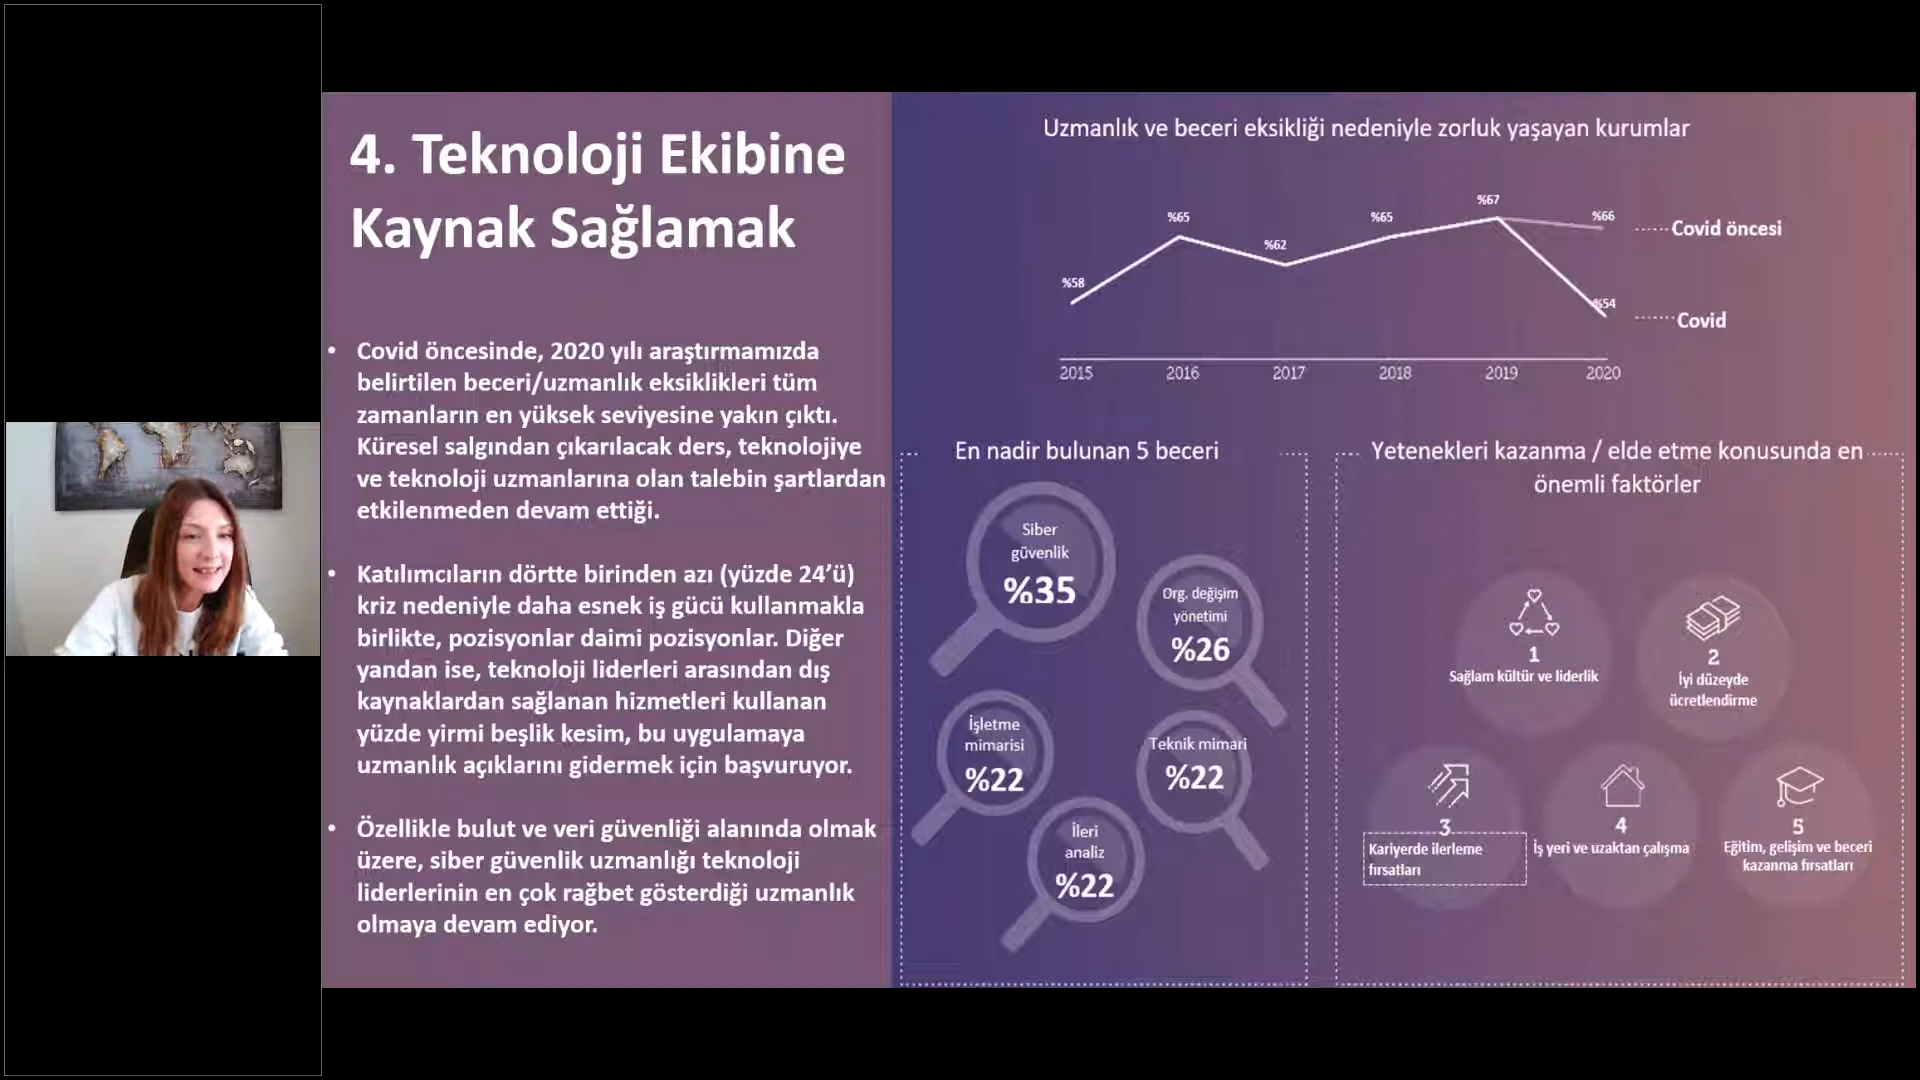 4. Teknoloji Ekibine
Kaynak Sağlamak
• Covid öncesinde, 2020 yılı araştırmamızda
belirtilen beceri/uzmanlık eksiklikleri tüm
zamanların en yüksek seviyesine yakın çıktı.
Küresel salgından çıkarılacak ders, teknolojiye
ve teknoloji uzmanlarına olan talebin şartlardan
etkilenmeden devam ettiği.
• Katılımcıların dörtte birinden azı (yüzde 24’ü)
kriz nedeniyle daha esnek iş gücü kullanmakla
birlikte, pozisyonlar daimi pozisyonlar. Diğer
yandan ise, teknoloji liderleri arasından dış
kaynaklardan sağlanan hizmetleri kullanan
yüzde yirmi beşlik kesim, bu uygulamaya
uzmanlık açıklarını gidermek için başvuruyor.
• Özellikle bulut ve veri güvenliği alanında olmak
üzere, siber güvenlik uzmanlığı teknoloji
liderlerinin en çok rağbet gösterdiği uzmanlık
olmaya devam ediyor.
Uzmanlık ve beceri eksikliği nedeniyle zorluk yaşayan kurumlar
%58
%65
%62
%65
%67
%66
%54
Covid öncesi
Covid
2015 2016 2017 2018 2019 2020
En nadir bulunan 5 beceri
Siber
güvenlik
%35
Org. değişim
yönetimi
%26
İşletme
mimarisi
%22
Teknik mimari
%22
İleri
analiz
%22
Yetenekleri kazanma / elde etme konusunda en
önemli faktörler
1
Sağlam kültür ve liderlik
2
İyi düzeyde
ücretlendirme
3
Kariyerde ilerleme
fırsatları
4
İş yeri ve uzaktan çalışma
5
Eğitim, gelişim ve beceri
kazanma fırsatları